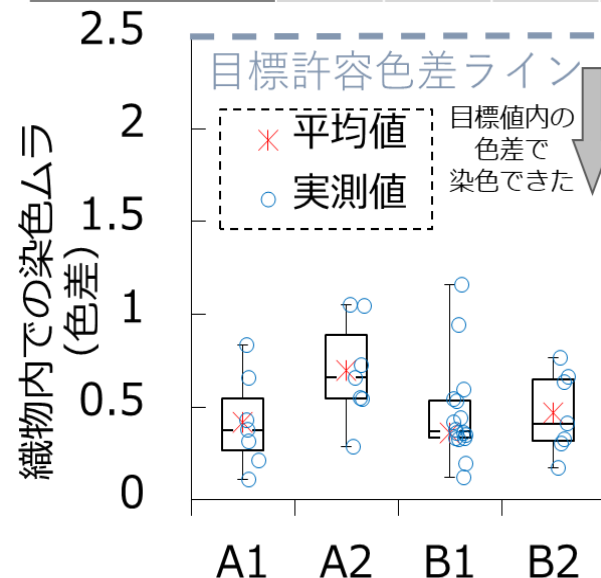 2.5
目標許容色差ライン
2
平均値
実測値
目標値内の
色差で
染色できた
1.5
1
0.5
0
織物内での染色ムラ
(色差)
A1
A2
B1
B2